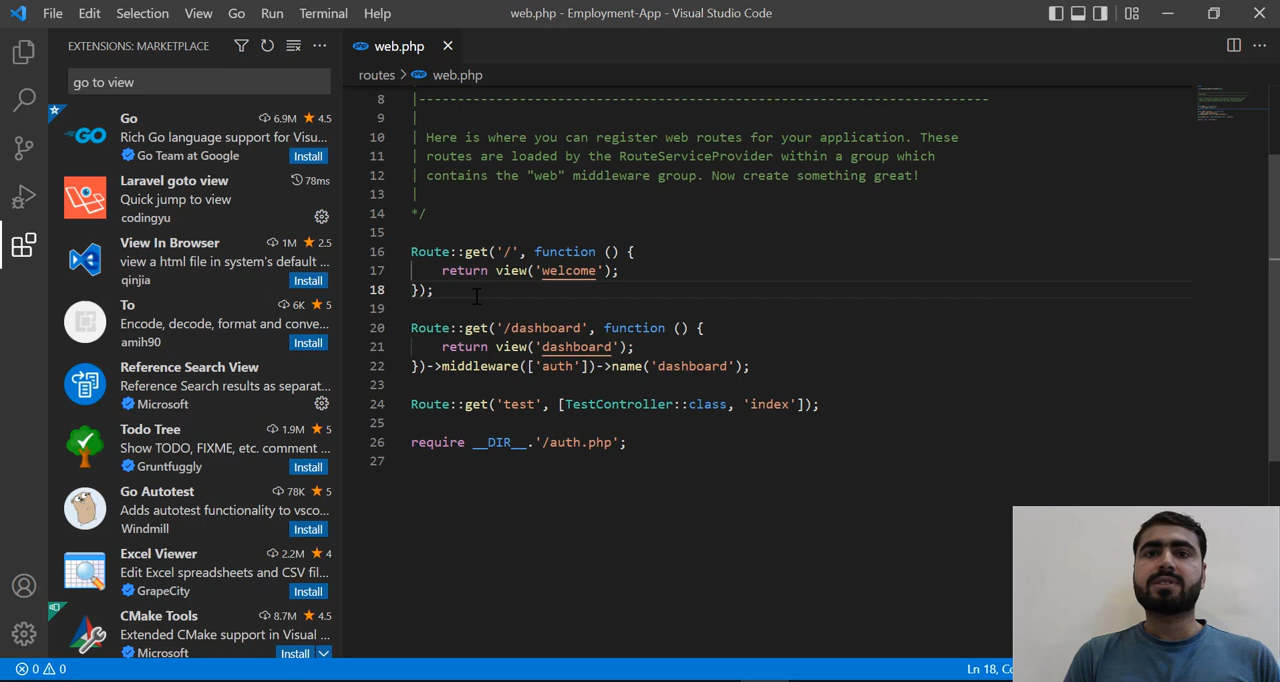 File Edit Selection View Go Run Terminal Help
web.php - Employment-App - Visual Studio Code
EXTENSIONS: MARKETPLACE
go to view
Go 6.9M 4.5
Rich Go language support for Visu...
Go Team at Google Install
Laravel goto view 78ms
Quick jump to view
codingyu
View In Browser 1M 2.5
view a html file in system's default ...
qinjia Install
To 6K 5
Encode, decode, format and conve...
amih90 Install
Reference Search View
Reference Search results as separat...
Microsoft
Todo Tree 1.9M 5
Show TODO, FIXME, etc. comment ...
Gruntfuggly Install
Go Autotest 78K 5
Adds autotest functionality to vsco...
Windmill Install
Excel Viewer 2.2M 4
Edit Excel spreadsheets and CSV fil...
GrapeCity Install
CMake Tools 8.7M 4.5
Extended CMake support in Visual ...
Microsoft Install
php web.php
routes > php web.php
8 |--------------------------------------------------------------------------
9 |
10 | Here is where you can register web routes for your application. These
11 | routes are loaded by the RouteServiceProvider within a group which
12 | contains the "web" middleware group. Now create something great!
13 |
14 */
15
16 Route::get('/', function () {
17 return view('welcome');
18 });
19
20 Route::get('/dashboard', function () {
21 return view('dashboard');
22 })->middleware(['auth'])->name('dashboard');
23
24 Route::get('test', [TestController::class, 'index']);
25
26 require __DIR__.'/auth.php';
27
0 0
Ln 18, Co